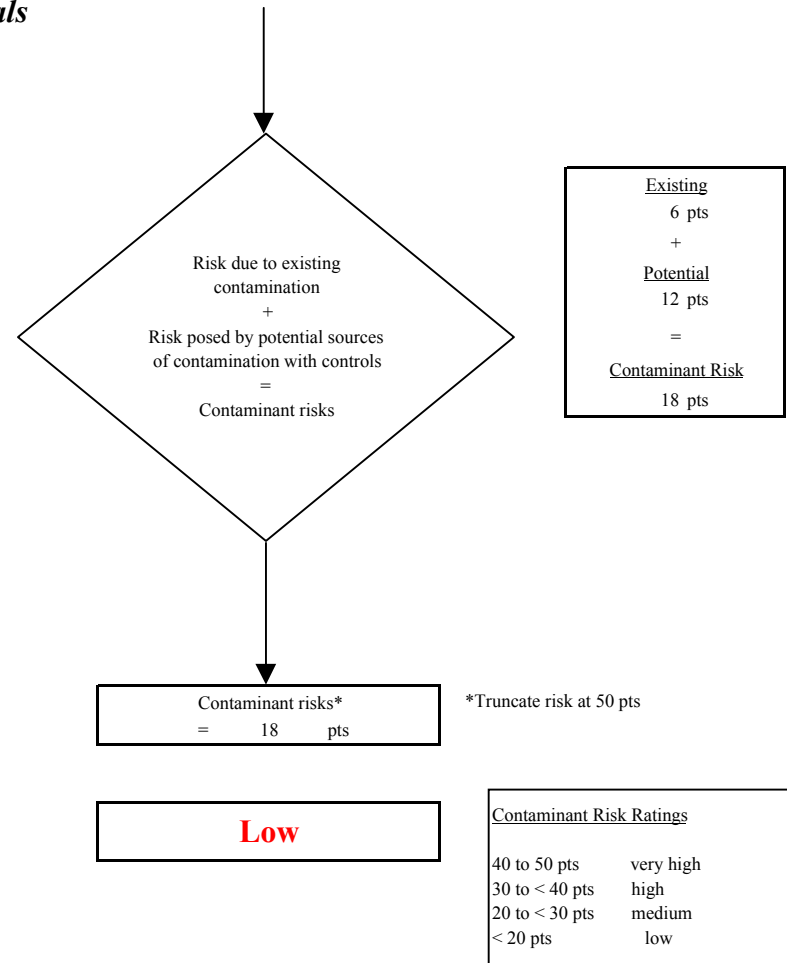 Risk due to existing
contamination
+
Risk posed by potential sources
of contamination with controls
=
Contaminant risks
Existing
6 pts
+
Potential
12 pts
=
Contaminant Risk
18 pts
Contaminant risks*
= 18 pts
*Truncate risk at 50 pts
Low
Contaminant Risk Ratings
40 to 50 pts very high
30 to < 40 pts high
20 to < 30 pts medium
< 20 pts low